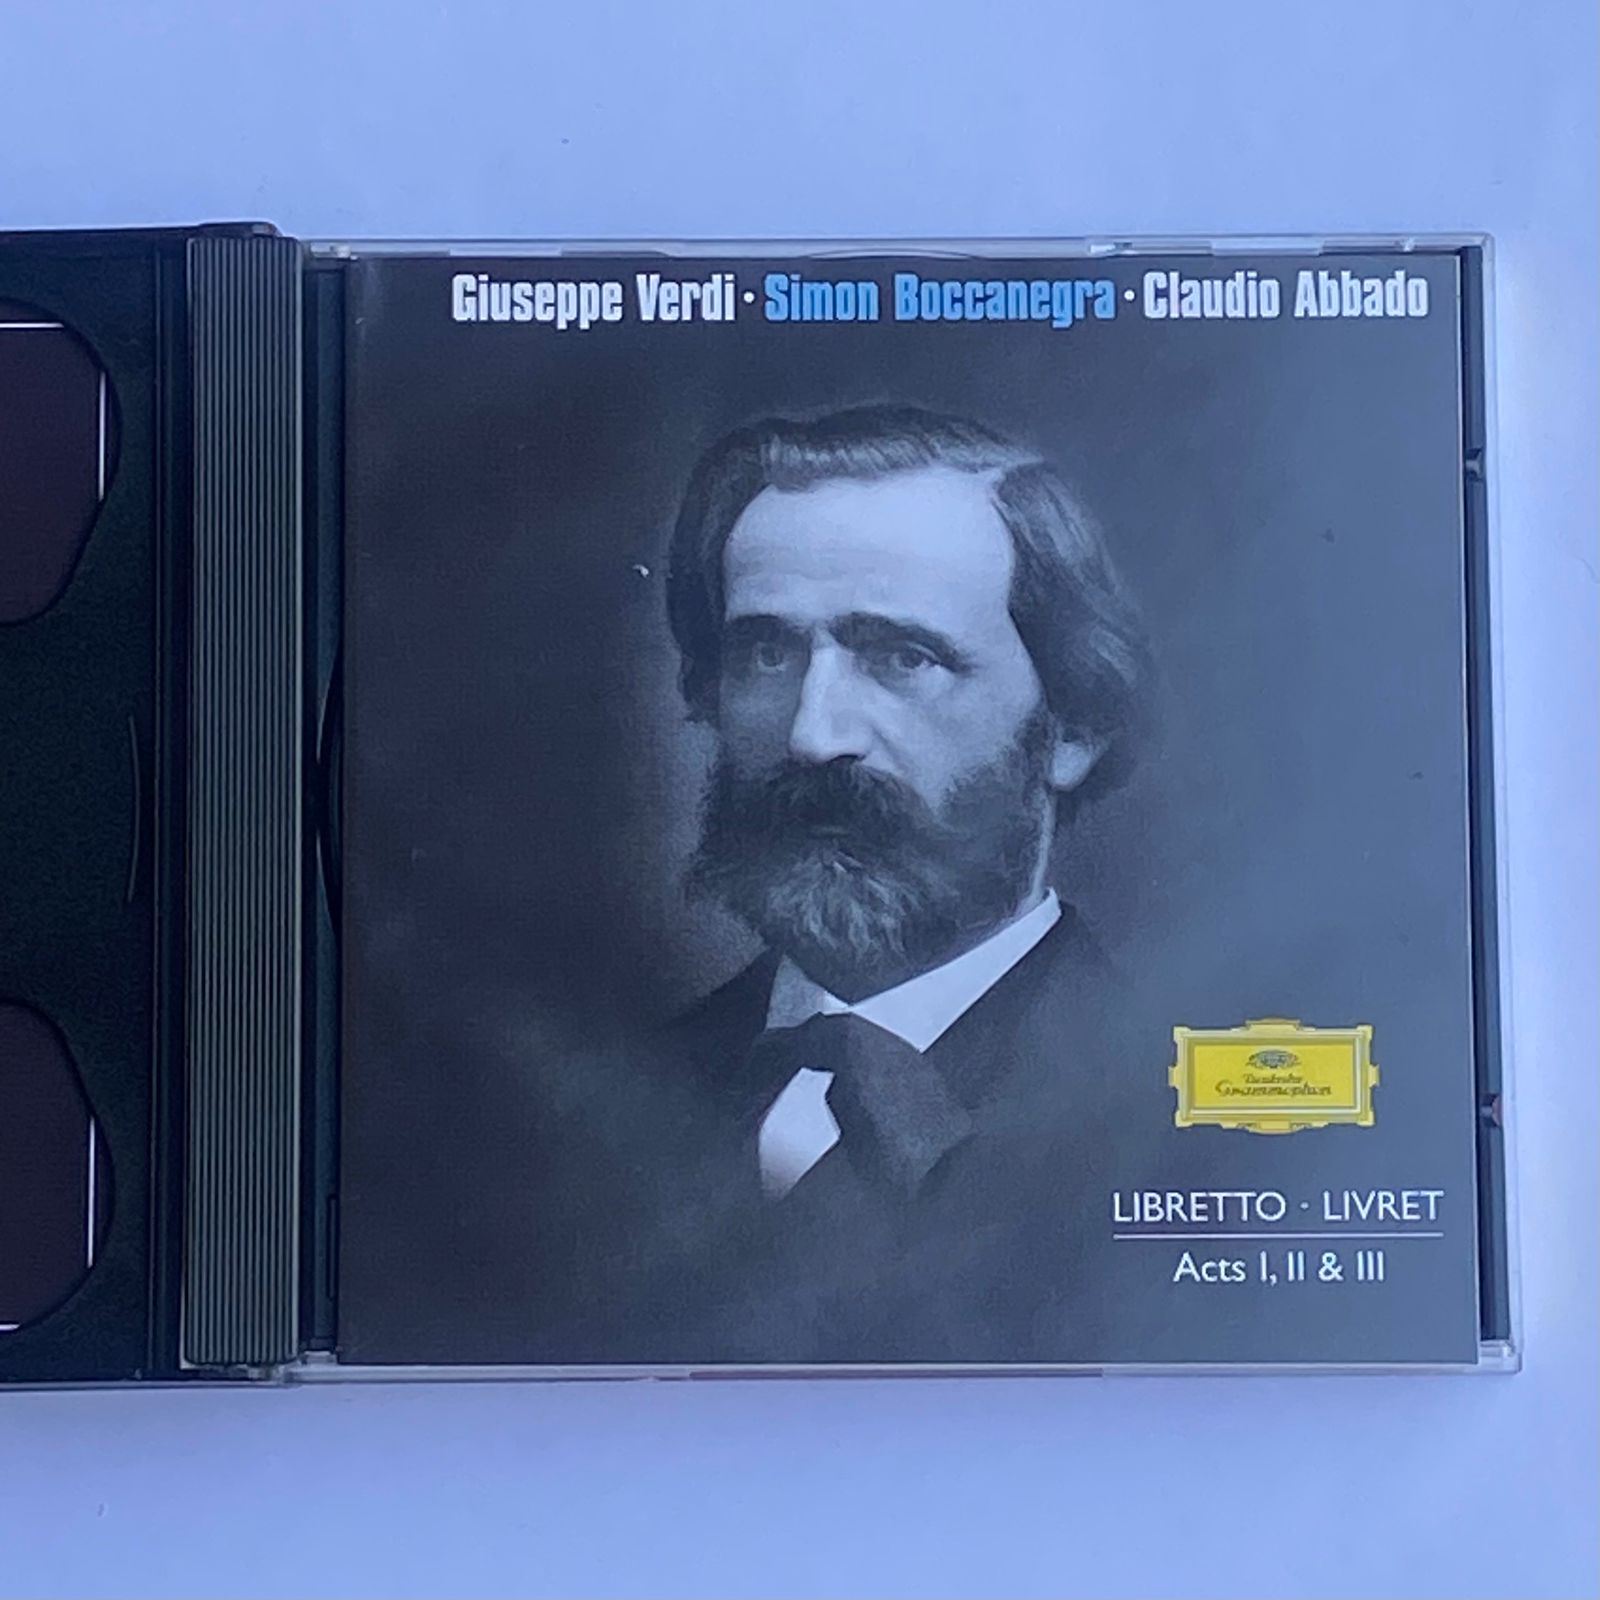 Giuseppe Verdi · Simon Boccanegra · Claudio Abbado
Deutsche
Grammophon
LIBRETTO · LIVRET
Acts I, II & III